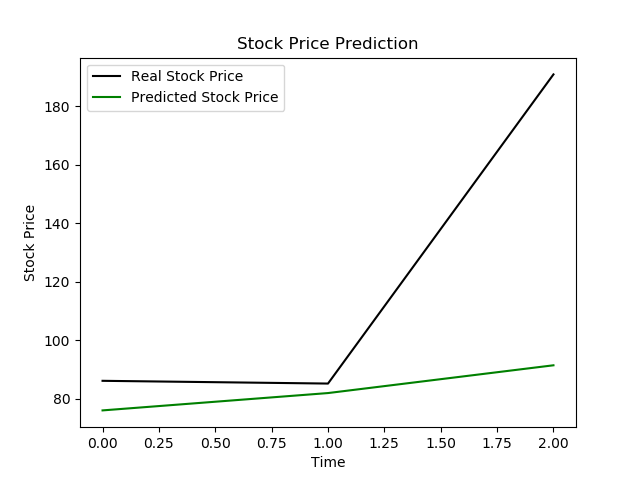 Stock Price Prediction
Real Stock Price
Predicted Stock Price
Stock Price
180
160
140
120
100
80
0.00 0.25 0.50 0.75 1.00 1.25 1.50 1.75 2.00
Time